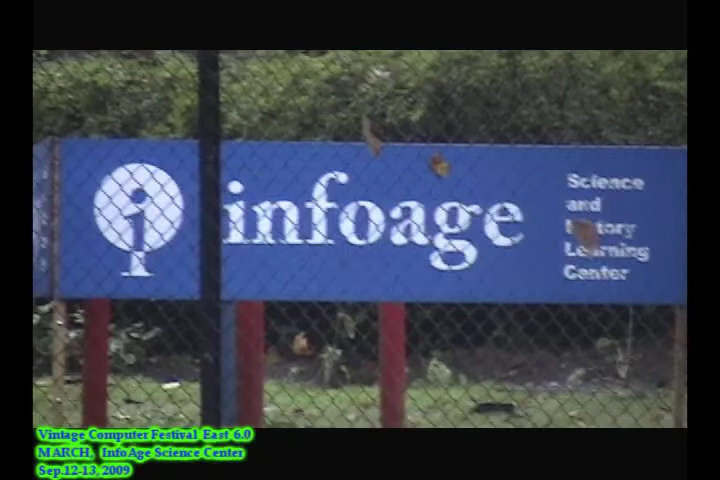 infoage
Science
and
History
Learning
Center
Vintage Computer Festival East 6.0
MARCH, InfoAge Science Center
Sep.12-13, 2009